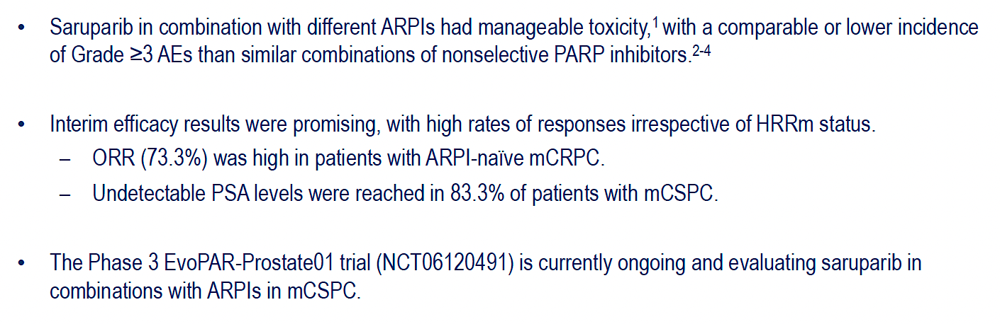 • Saruparib in combination with different ARPIs had manageable toxicity,1 with a comparable or lower incidence
of Grade ≥3 AEs than similar combinations of nonselective PARP inhibitors.2-4
• Interim efficacy results were promising, with high rates of responses irrespective of HRRm status.
– ORR (73.3%) was high in patients with ARPI-naïve mCRPC.
– Undetectable PSA levels were reached in 83.3% of patients with mCSPC.
• The Phase 3 EvoPAR-Prostate01 trial (NCT06120491) is currently ongoing and evaluating saruparib in
combinations with ARPIs in mCSPC.